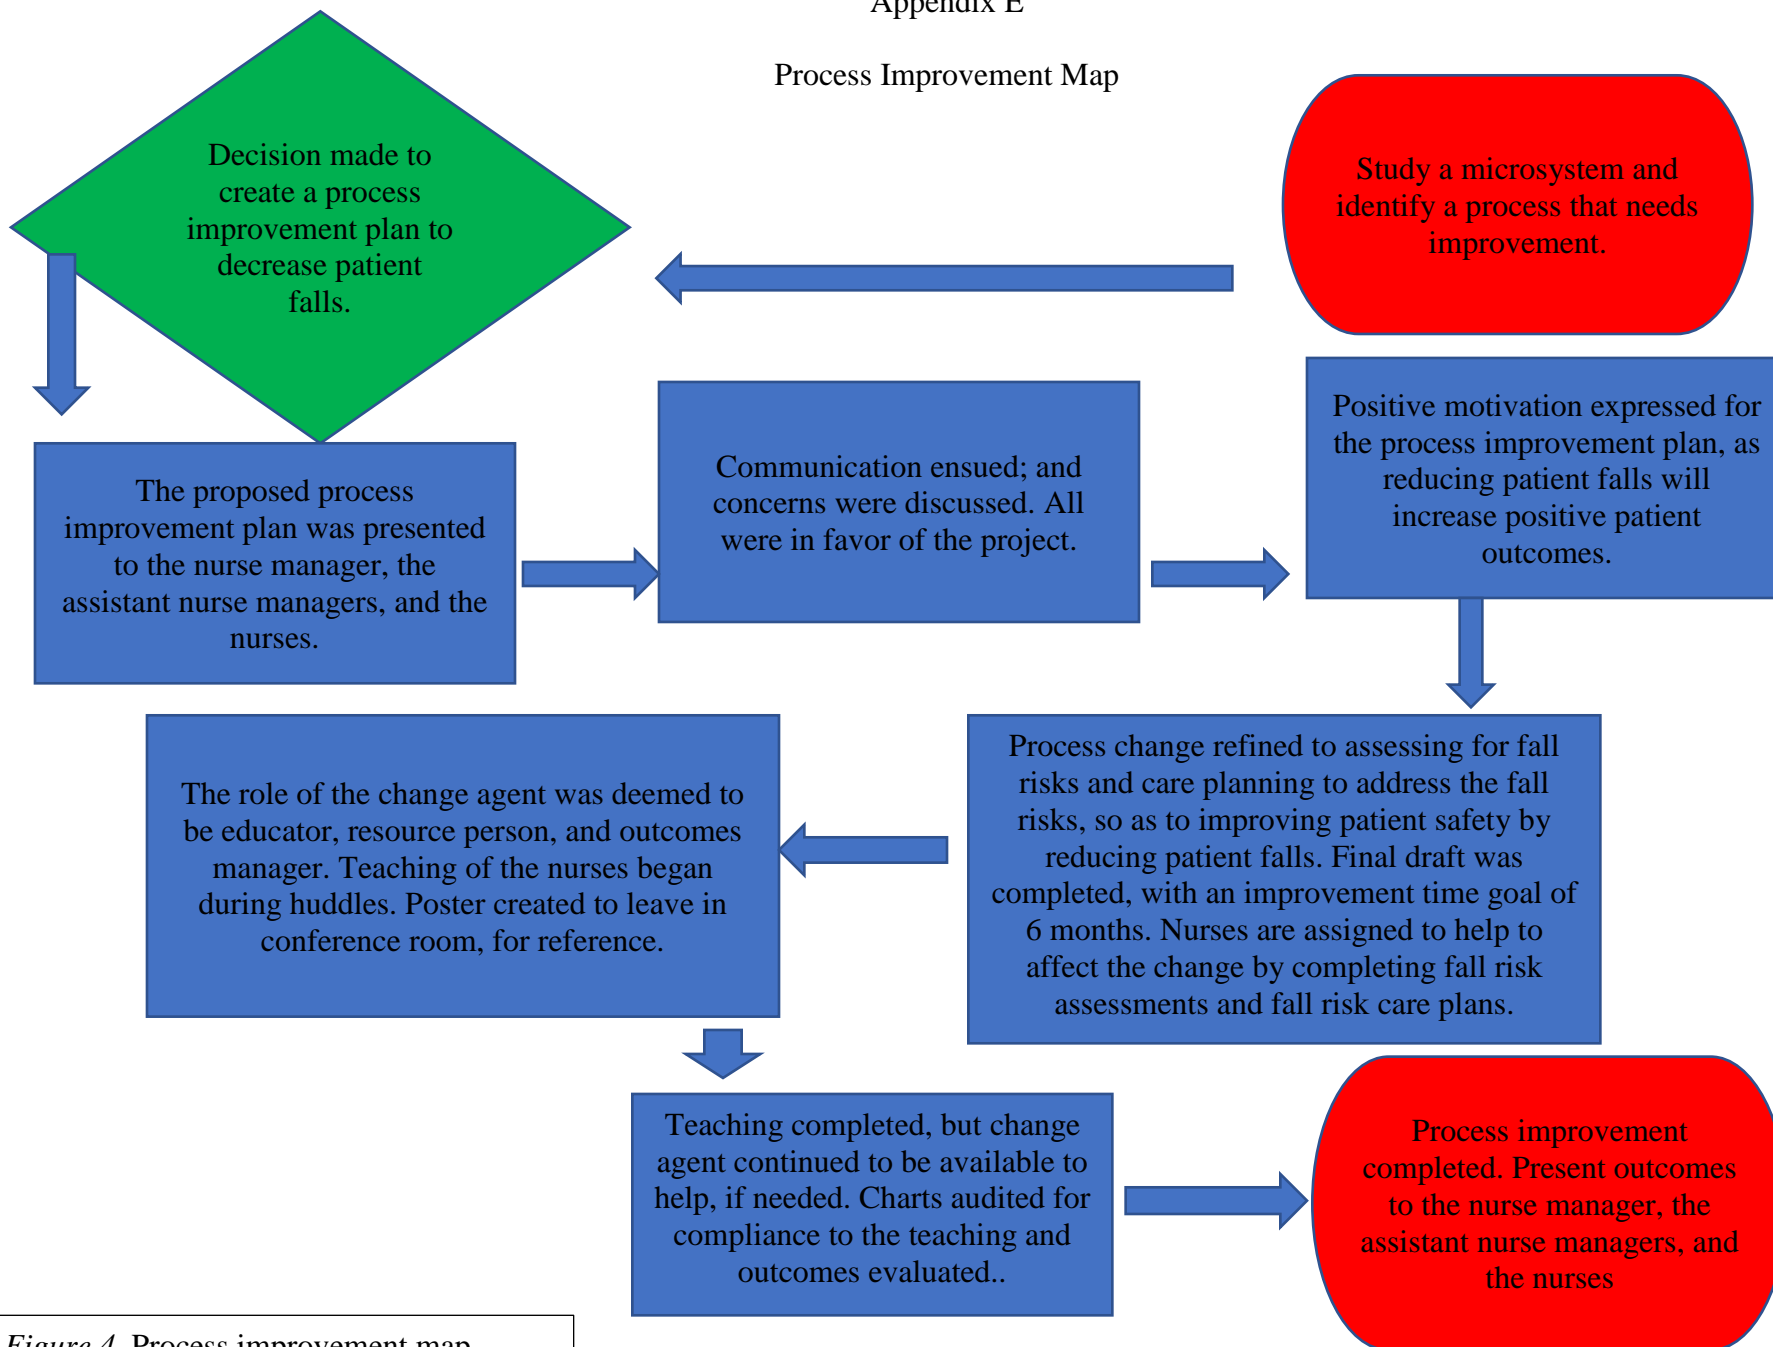 Appendix E
Process Improvement Map
Study a microsystem and
identify a process that needs
improvement.
Decision made to
create a process
improvement plan to
decrease patient
falls.
The proposed process
improvement plan was presented
to the nurse manager, the
assistant nurse managers, and the
nurses.
Communication ensued; and
concerns were discussed. All
were in favor of the project.
Positive motivation expressed for
the process improvement plan, as
reducing patient falls will
increase positive patient
outcomes.
Process change refined to assessing for fall
risks and care planning to address the fall
risks, so as to improving patient safety by
reducing patient falls. Final draft was
completed, with an improvement time goal of
6 months. Nurses are assigned to help to
affect the change by completing fall risk
assessments and fall risk care plans.
The role of the change agent was deemed to
be educator, resource person, and outcomes
manager. Teaching of the nurses began
during huddles. Poster created to leave in
conference room, for reference.
Teaching completed, but change
agent continued to be available to
help, if needed. Charts audited for
compliance to the teaching and
outcomes evaluated..
Process improvement
completed. Present outcomes
to the nurse manager, the
assistant nurse managers, and
the nurses
Figure 4. Process improvement map